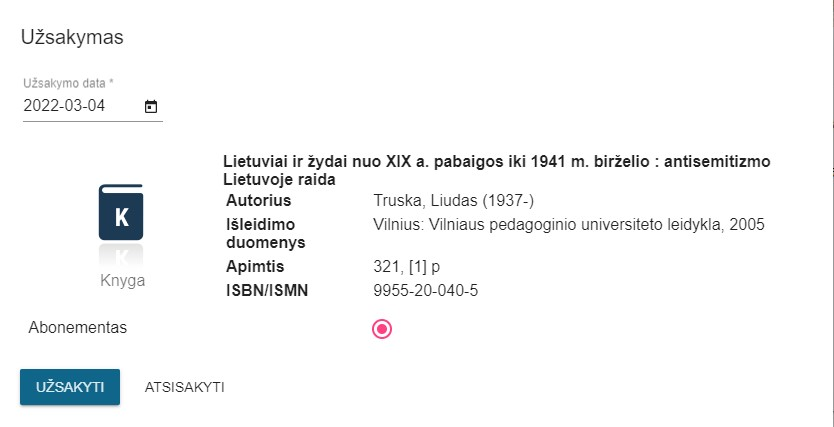 Užsakymas
Užsakymo data *
2022-03-04
Lietuviai ir žydai nuo XIX a. pabaigos iki 1941 m. birželio : antisemitizmo
Lietuvoje raida
Autorius Truska, Liudas (1937-)
Išleidimo duomenys Vilnius: Vilniaus pedagoginio universiteto leidykla, 2005
Apimtis 321, [1] p
ISBN/ISMN 9955-20-040-5
K
Knyga
Abonementas
UŽSAKYTI ATSISAKYTI